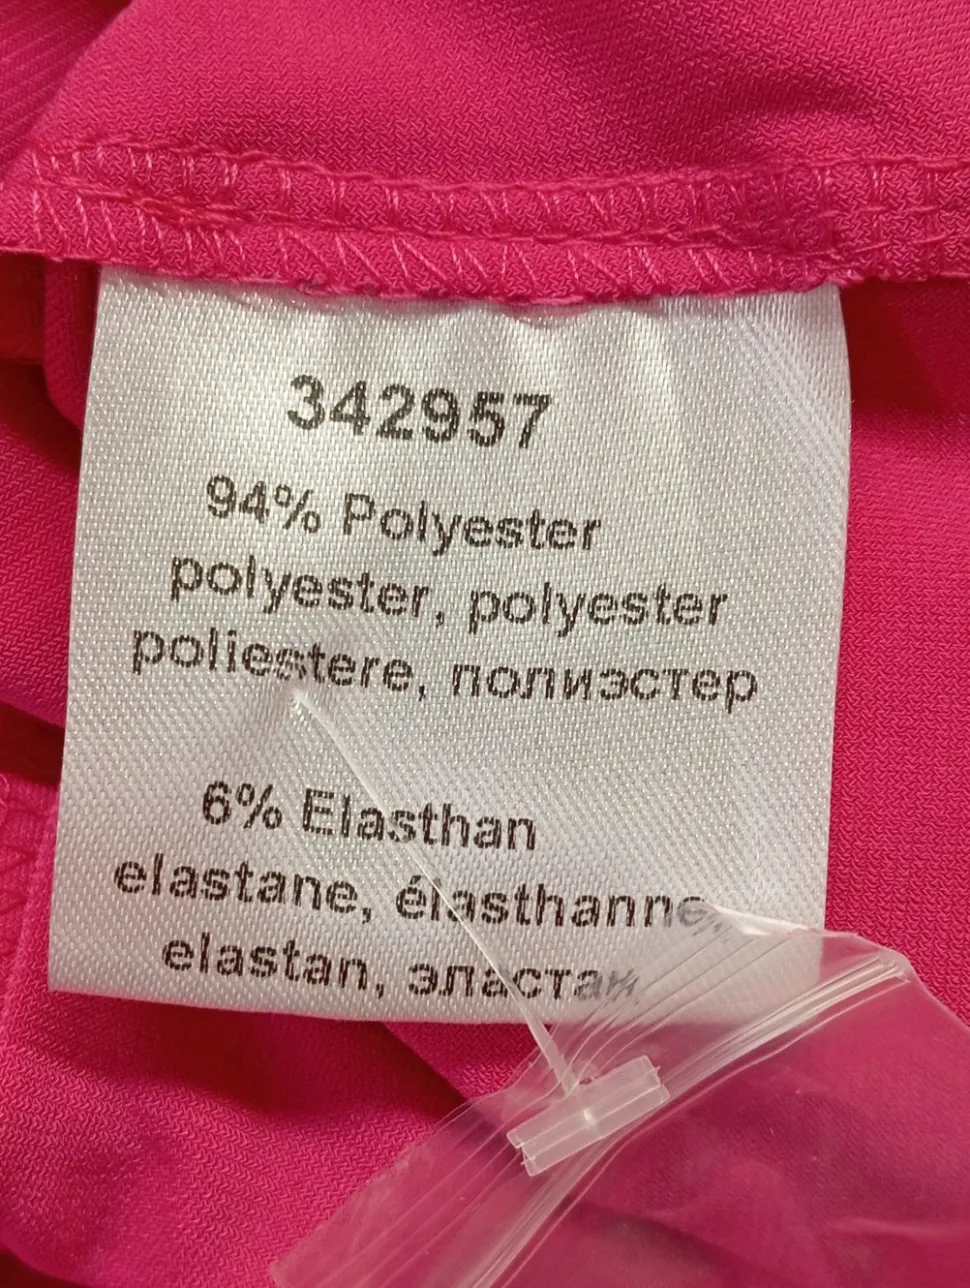 342957
94% Polyester
polyester, polyester
poliestere, полиэстер
6% Elasthan
elastane, élasthanne,
elastan, эластан